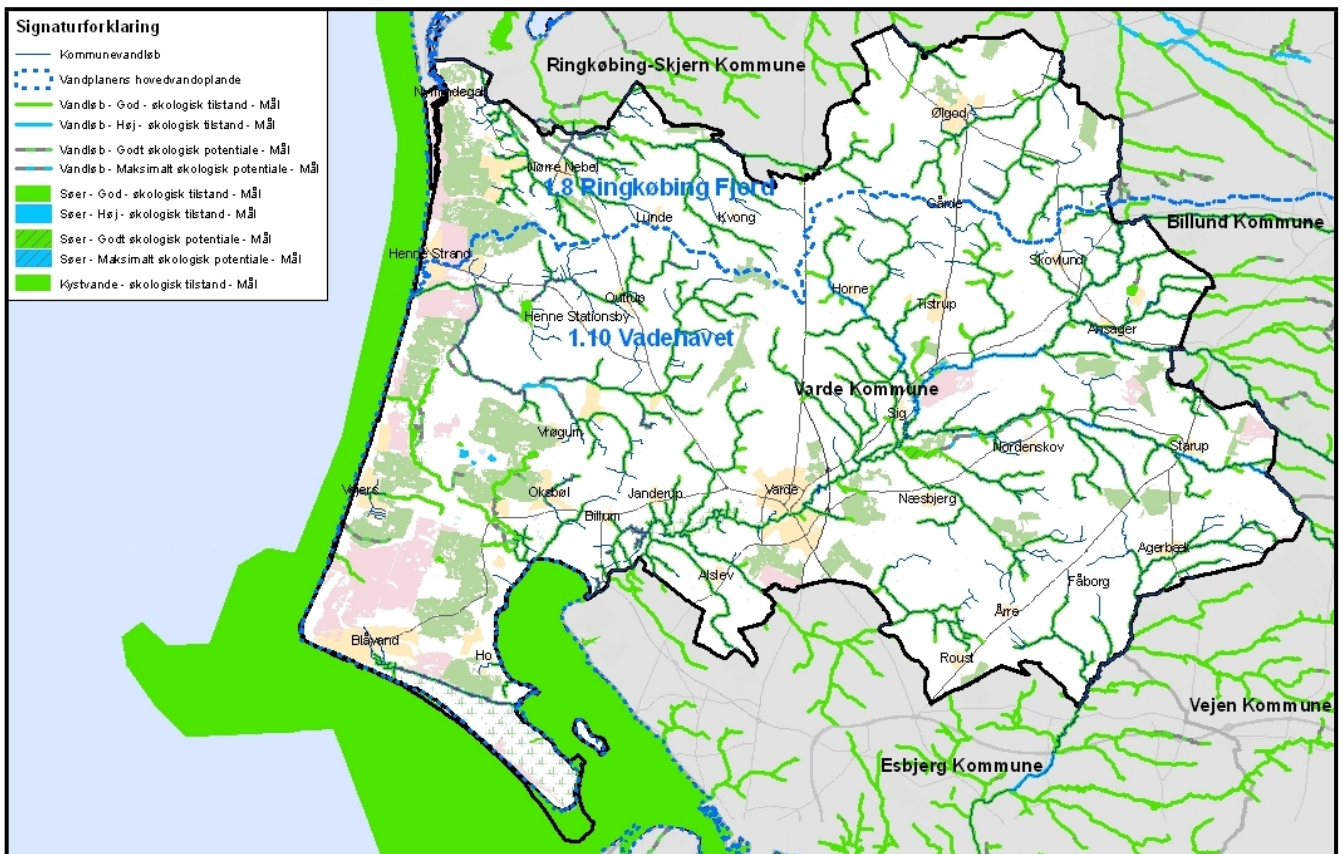 Signaturforklaring
Kommunevandløb
Vandplanens hovedvandoplande
Vandløb - God - økologisk tilstand - Mål
Vandløb - Høj - økologisk tilstand - Mål
Vandløb - Godt økologisk potentiale - Mål
Vandløb - Maksimalt økologisk potentiale - Mål
Søer - God - økologisk tilstand - Mål
Søer - Høj - økologisk tilstand - Mål
Søer - Godt økologisk potentiale - Mål
Søer - Maksimalt økologisk potentiale - Mål
Kystvande - økologisk tilstand - Mål
Ringkøbing-Skjern Kommune
Nymindegab
Ølgod
Nørre Nebel
1.8 Ringkøbing Fjord
Lunde
Kvong
Gårde
Billund Kommune
Henne Strand
Skovlund
Horne
Outrup
Tistrup
Henne Stationsby
Ansager
1.10 Vadehavet
Varde Kommune
Sig
Vrøgum
Nordenskov
Starup
Vejers
Oksbøl
Janderup
Varde
Næsbjerg
Billum
Agerbæk
Alslev
Fåborg
Årre
Blåvand
Ho
Roust
Vejen Kommune
Esbjerg Kommune